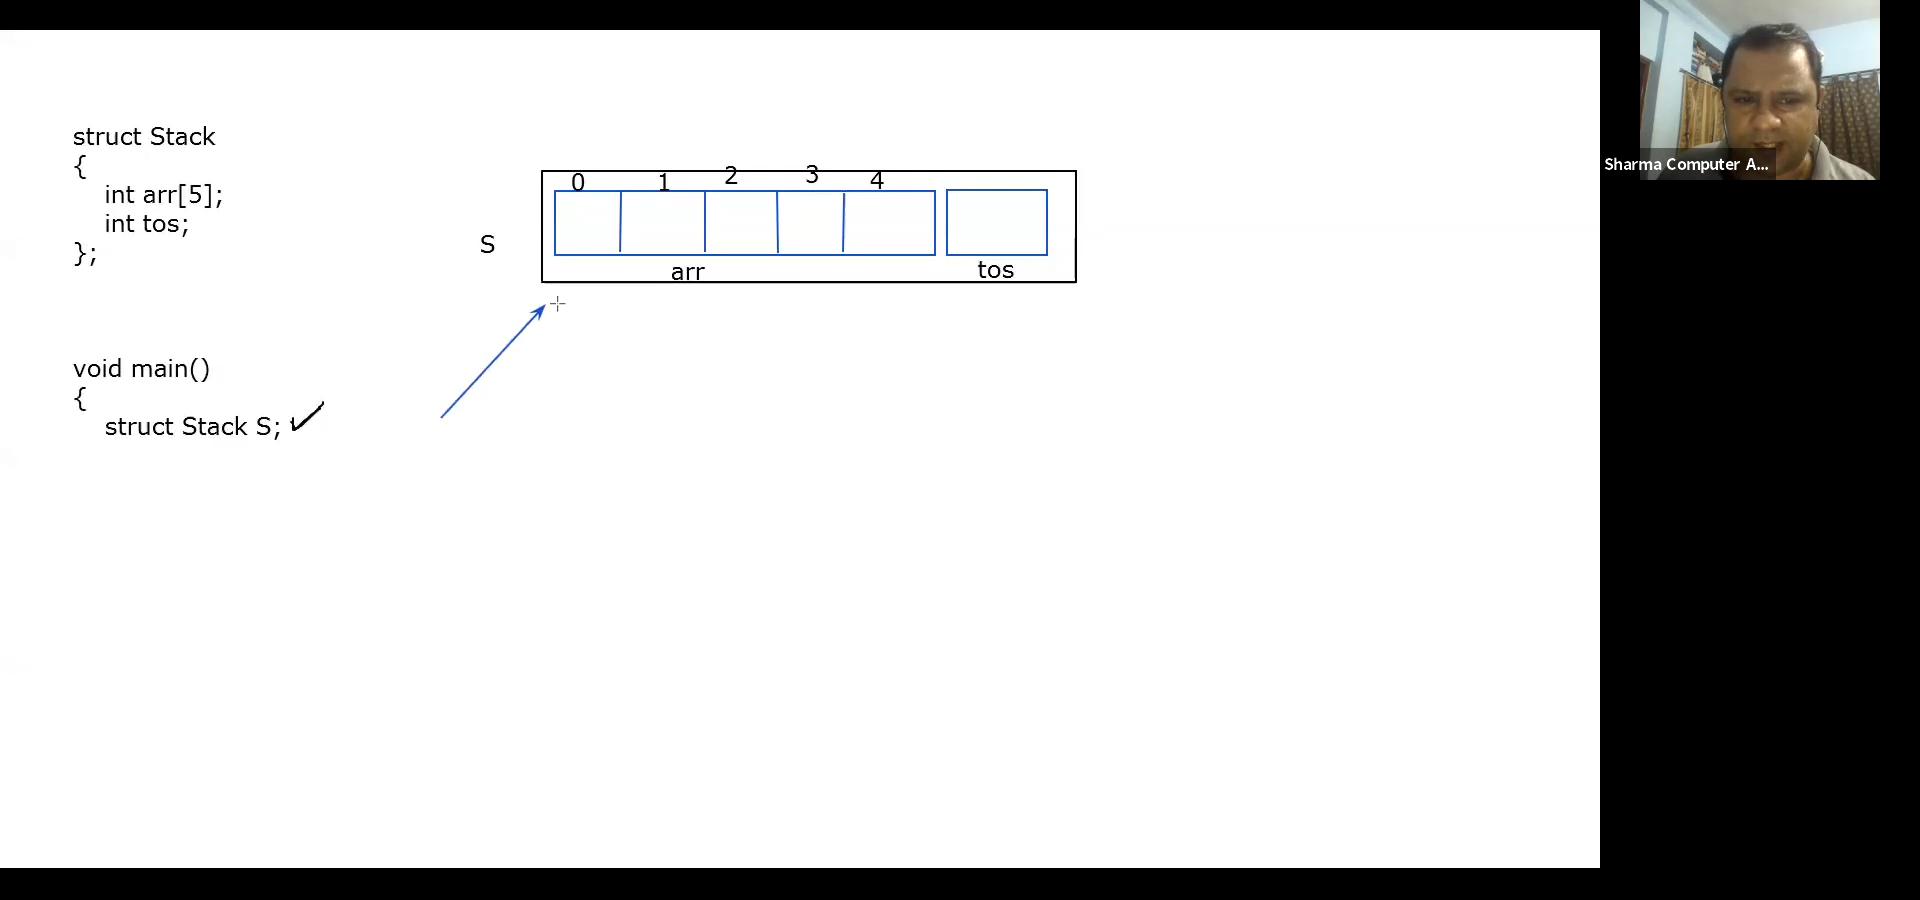 struct Stack
{
int arr[5];
int tos;
};
0 1 2 3 4
S
arr tos
void main()
{
struct Stack S;
Sharma Computer A...